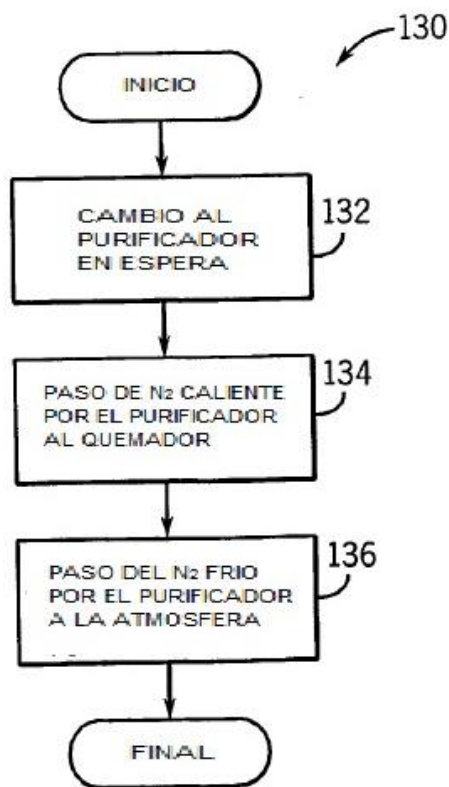 130
INICIO
CAMBIO AL
PURIFICADOR
EN ESPERA
132
PASO DE N2 CALIENTE
POR EL PURIFICADOR
AL QUEMADOR
134
PASO DEL N2 FRIO
POR EL PURIFICADOR
A LA ATMOSFERA
136
FINAL